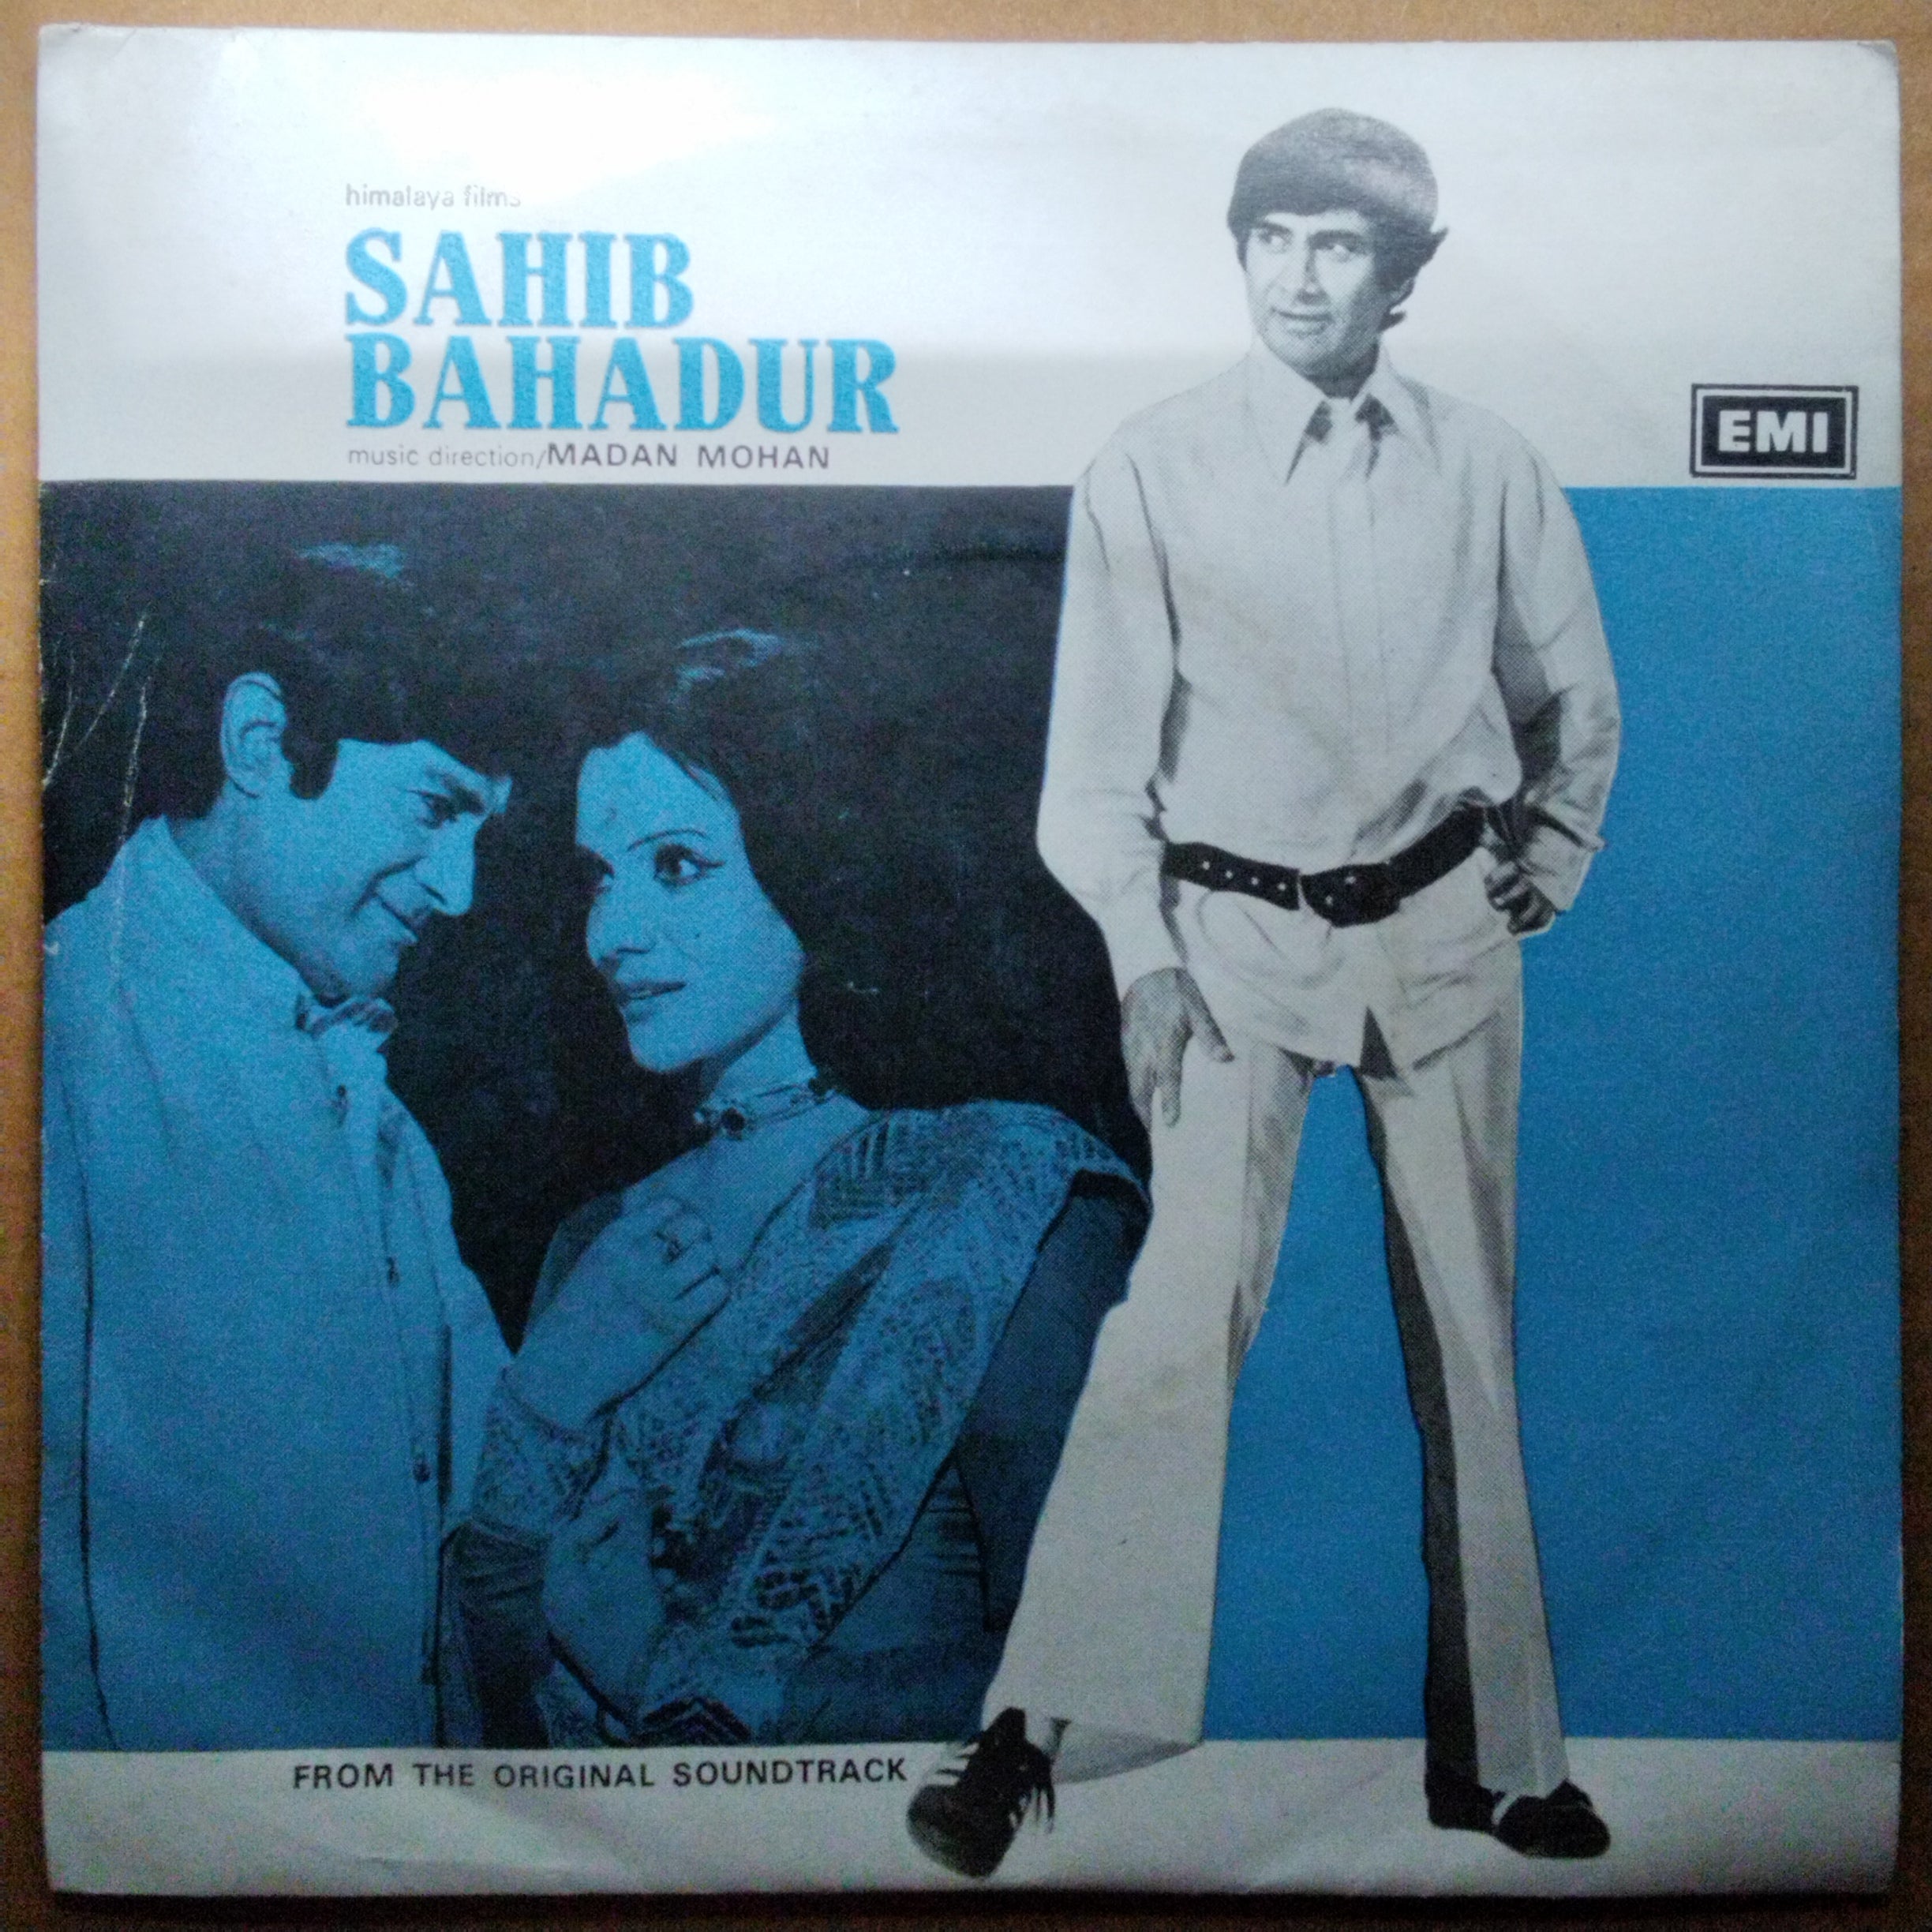 himalaya films
SAHIB
BAHADUR
music direction/MADAN MOHAN
EMI
FROM THE ORIGINAL SOUNDTRACK